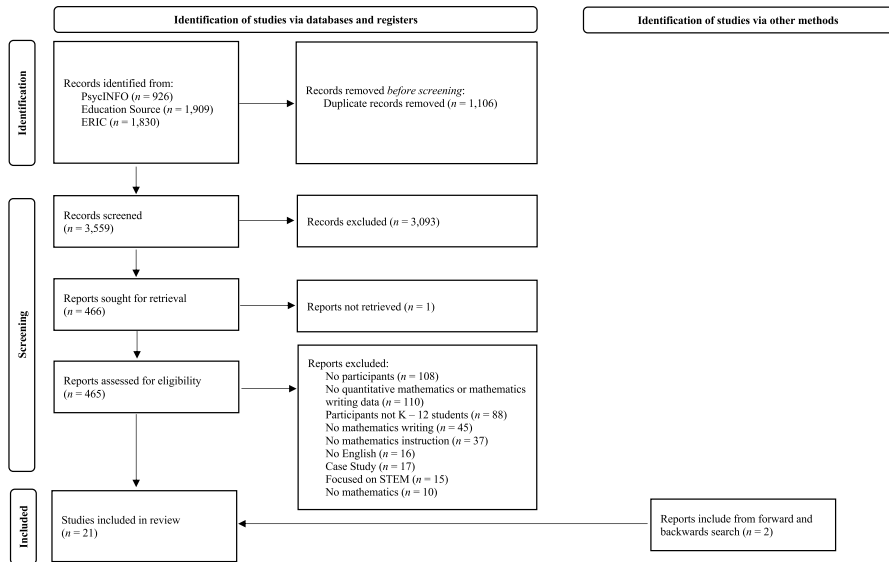 Identification of studies via databases and registers
Identification of studies via other methods
Identification
Records identified from:
PsycINFO (n = 926)
Education Source (n = 1,909)
ERIC (n = 1,830)
Records removed before screening:
Duplicate records removed (n = 1,106)
Screening
Records screened
(n = 3,559)
Records excluded (n = 3,093)
Reports sought for retrieval
(n = 466)
Reports not retrieved (n = 1)
Reports assessed for eligibility
(n = 465)
Reports excluded:
No participants (n = 108)
No quantitative mathematics or mathematics
writing data (n = 110)
Participants not K – 12 students (n = 88)
No mathematics writing (n = 45)
No mathematics instruction (n = 37)
No English (n = 16)
Case Study (n = 17)
Focused on STEM (n = 15)
No mathematics (n = 10)
Included
Studies included in review
(n = 21)
Reports include from forward and
backwards search (n = 2)